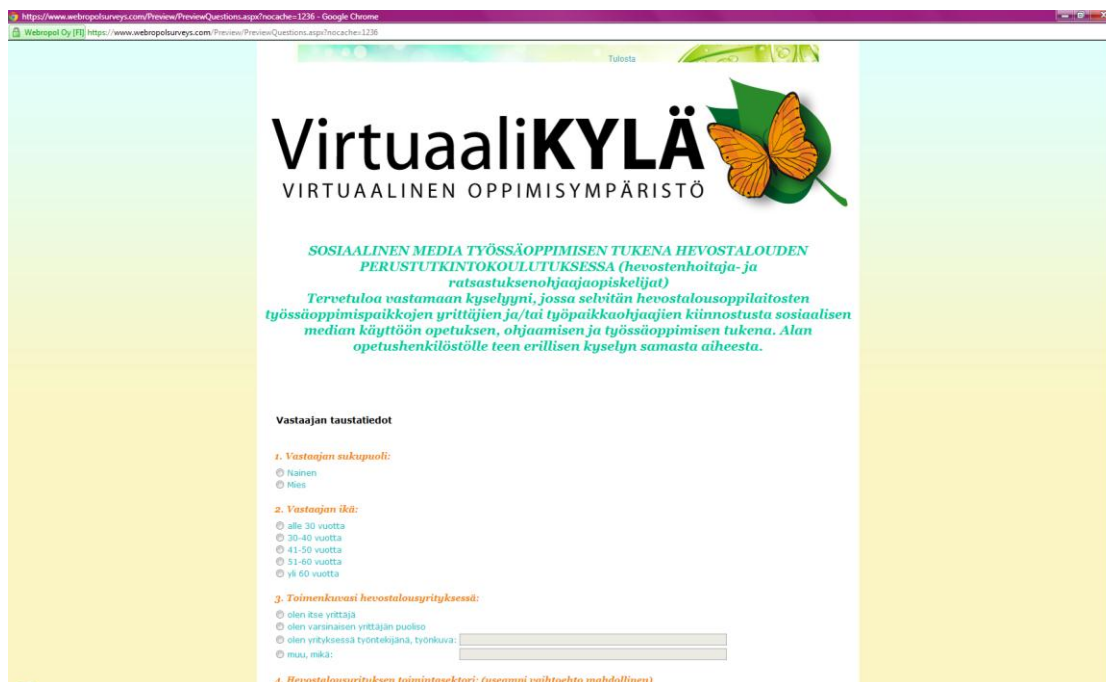 https://www.webropolsurveys.com/Preview/PreviewQuestions.aspx?nocache=1236 - Google Chrome
Webropol Oy [FI] https://www.webropolsurveys.com/Preview/PreviewQuestions.aspx?nocache=1236
Tulosta
VirtuaaliKYLÄ
VIRTUAALINEN OPPIMISYMPÄRISTÖ
SOSIAALINEN MEDIA TYÖSSÄOPPIMISEN TUKENA HEVOSTALOUDEN
PERUSTUTKINTOKOULUTUKSESSA (hevostenhoitaja- ja
ratsastuksenohjaajaopiskelijat)
Tervetuloa vastamaan kyselyyni, jossa selvitän hevostalousoppilaitosten
työssäoppimispaikkojen yrittäjien ja/tai työpaikkaohjaajien kiinnostusta sosiaalisen
median käyttöön opetuksen, ohjaamisen ja työssäoppimisen tukena. Alan
opetushenkilöstölle teen erillisen kyselyn samasta aiheesta.
Vastaajan taustatiedot
1. Vastaajan sukupuoli:
Nainen
Mies
2. Vastaajan ikä:
alle 30 vuotta
30-40 vuotta
41-50 vuotta
51-60 vuotta
yli 60 vuotta
3. Toimenkuvasi hevostalousyrityksessä:
olen itse yrittäjä
olen varsinaisen yrittäjän puoliso
olen yrityksessä työntekijänä, työnkuva:
muu, mikä:
4. Hevostalousyrityksen toimintasektori: (useampi vaihtoehto mahdollinen)